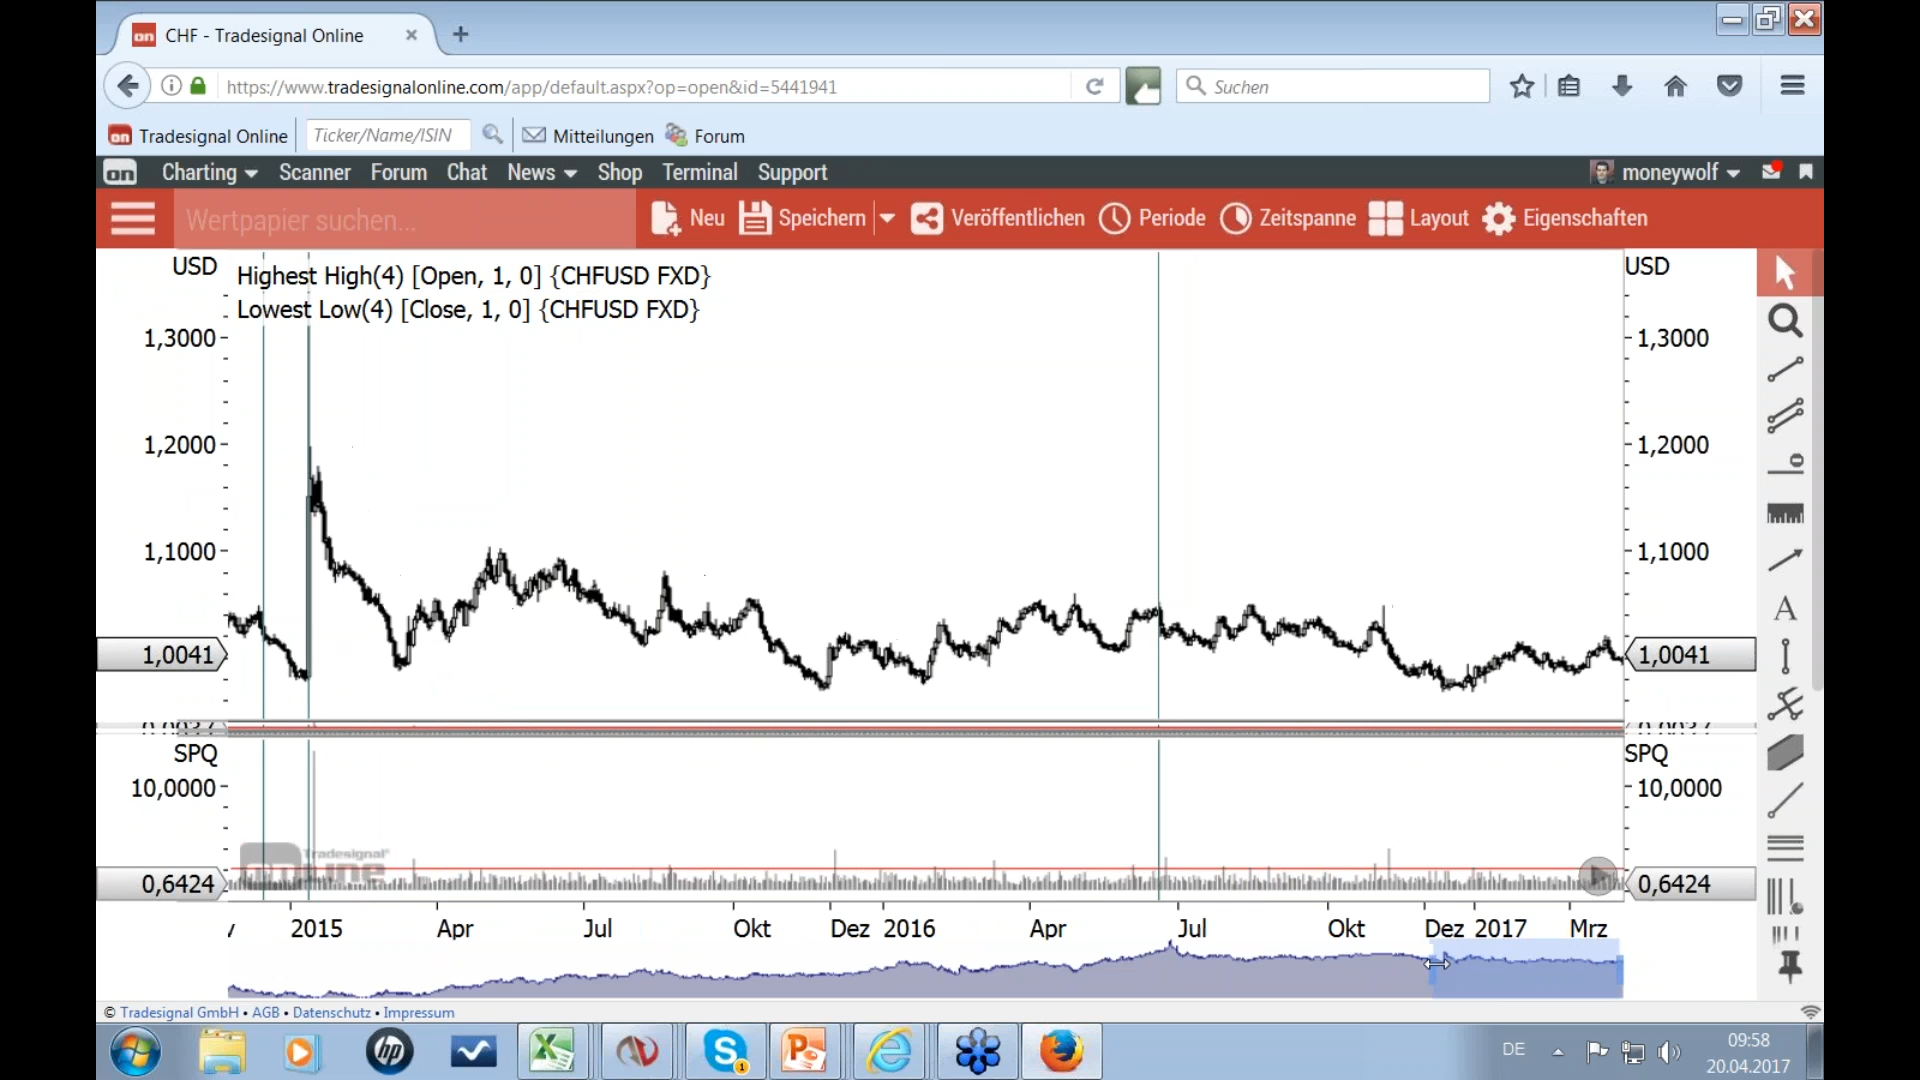 on CHF - Tradesignal Online
https://www.tradesignalonline.com/app/default.aspx?op=open&id=5441941
Suchen
on Tradesignal Online Ticker/Name/ISIN Mitteilungen Forum
on Charting Scanner Forum Chat News Shop Terminal Support moneywolf
Wertpapier suchen... Neu Speichern Veröffentlichen Periode Zeitspanne Layout Eigenschaften
USD Highest High(4) [Open, 1, 0] {CHFUSD FXD} USD
Lowest Low(4) [Close, 1, 0] {CHFUSD FXD}
1,3000 1,3000
1,2000 1,2000
1,1000 1,1000
A
1,0041 1,0041
SPQ SPQ
10,0000 10,0000
Tradesignal®
0,6424 0,6424
2015 Apr Jul Okt Dez 2016 Apr Jul Okt Dez 2017 Mrz
© Tradesignal GmbH • AGB • Datenschutz • Impressum
DE 09:58
20.04.2017